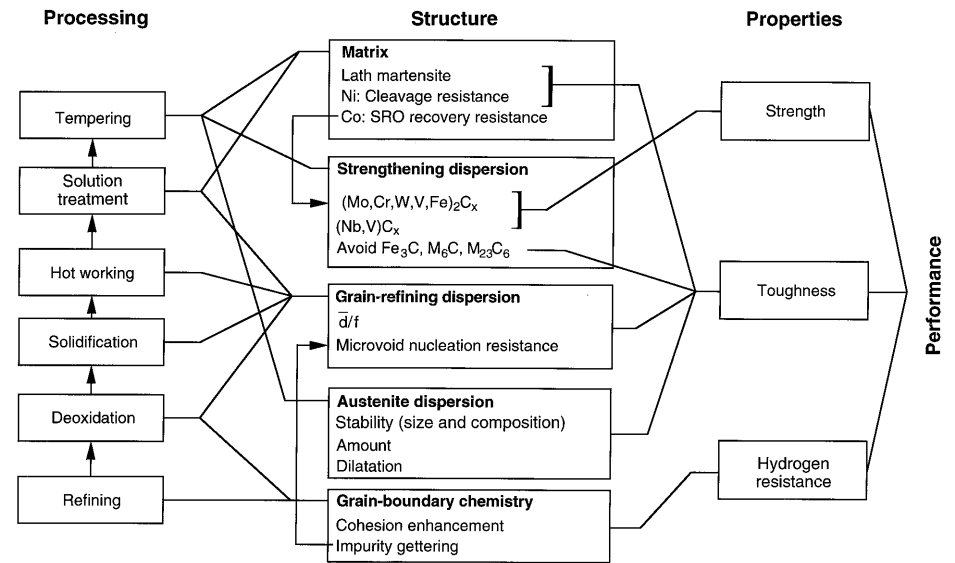 Processing
Structure
Properties
Tempering
Solution
treatment
Hot working
Solidification
Deoxidation
Refining
Matrix
Lath martensite
Ni: Cleavage resistance
Co: SRO recovery resistance
Strengthening dispersion
(Mo,Cr,W,V,Fe)₂Cₓ
(Nb,V)Cₓ
Avoid Fe₃C, M₆C, M₂₃C₆
Grain-refining dispersion
d̅/f
Microvoid nucleation resistance
Austenite dispersion
Stability (size and composition)
Amount
Dilatation
Grain-boundary chemistry
Cohesion enhancement
Impurity gettering
Strength
Toughness
Hydrogen
resistance
Performance